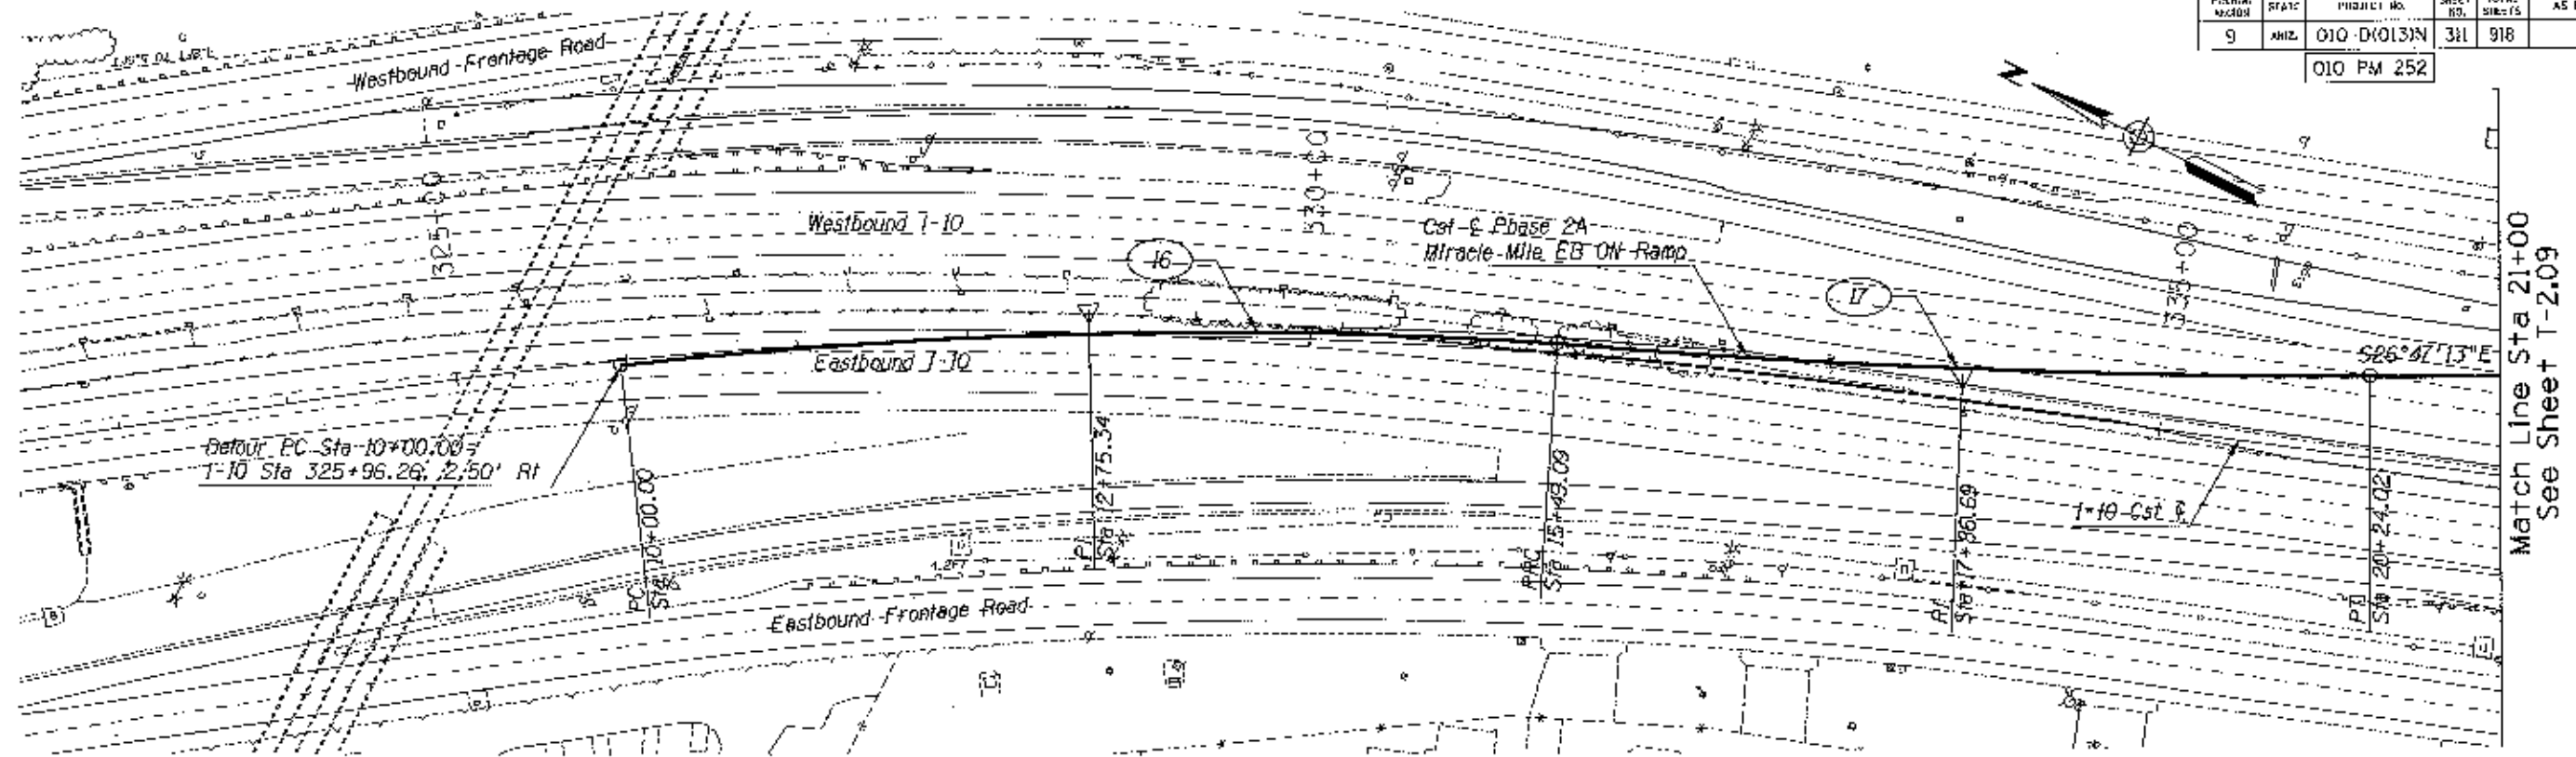 STATE
PROJECT NO.
9 ARIZ. 010-D(013)N 311 918
010 PM 252
Westbound Frontage Road
N
325+00
330+00
335+00
Westbound I-10
16
Cst ℄ Phase 2A
Miracle Mile EB ON-Ramp
17
S26°47'13"E
Match Line Sta 21+00
See Sheet T-2.09
Eastbound I-10
Detour PC Sta 10+00.00=
I-10 Sta 325+96.26, 2.50' Rt
PC
Sta 10+00.00
PI
Sta 12+75.34
PRC
Sta 15+49.09
PI
Sta 17+86.69
PT
Sta 20+24.02
I-10 Cst ℄
Eastbound Frontage Road